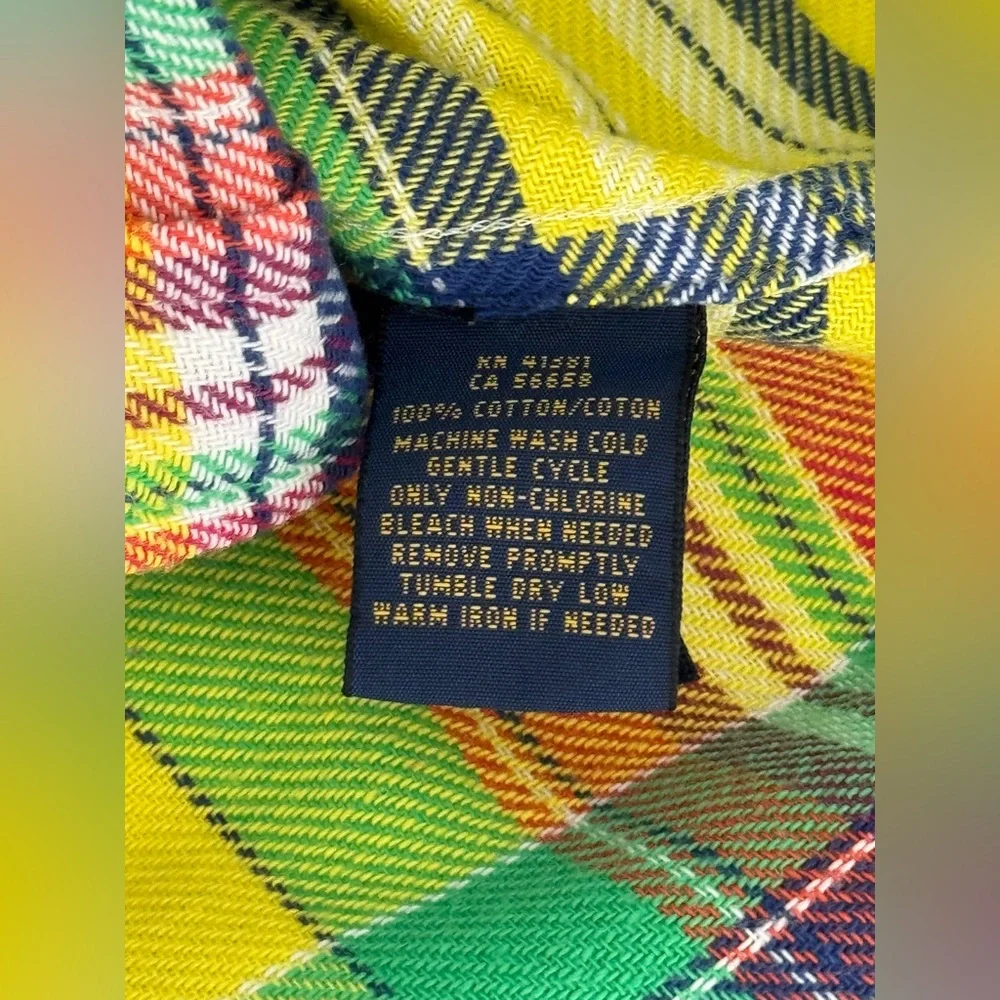 RN 41381
CA 56658
100% COTTON/COTON
MACHINE WASH COLD
GENTLE CYCLE
ONLY NON-CHLORINE
BLEACH WHEN NEEDED
REMOVE PROMPTLY
TUMBLE DRY LOW
WARM IRON IF NEEDED